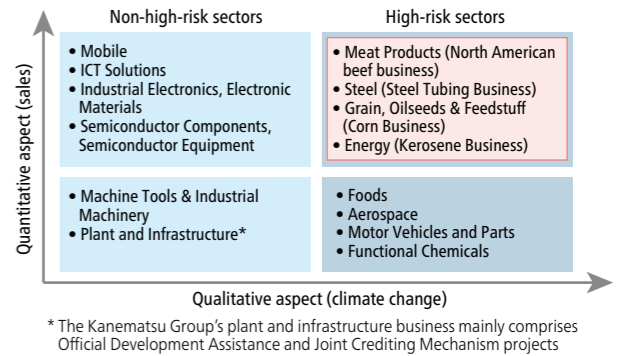 Non-high-risk sectors
High-risk sectors
Quantitative aspect (sales)
• Mobile
• ICT Solutions
• Industrial Electronics, Electronic
Materials
• Semiconductor Components,
Semiconductor Equipment
• Meat Products (North American
beef business)
• Steel (Steel Tubing Business)
• Grain, Oilseeds & Feedstuff
(Corn Business)
• Energy (Kerosene Business)
• Machine Tools & Industrial
Machinery
• Plant and Infrastructure*
• Foods
• Aerospace
• Motor Vehicles and Parts
• Functional Chemicals
Qualitative aspect (climate change)
* The Kanematsu Group’s plant and infrastructure business mainly comprises
Official Development Assistance and Joint Crediting Mechanism projects